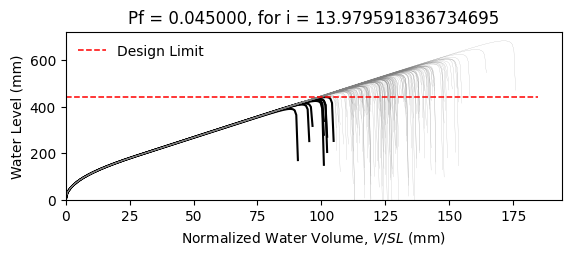 Pf = 0.045000, for i = 13.979591836734695
Water Level (mm)
600
400
200
0
Design Limit
0 25 50 75 100 125 150 175
Normalized Water Volume, V/SL (mm)